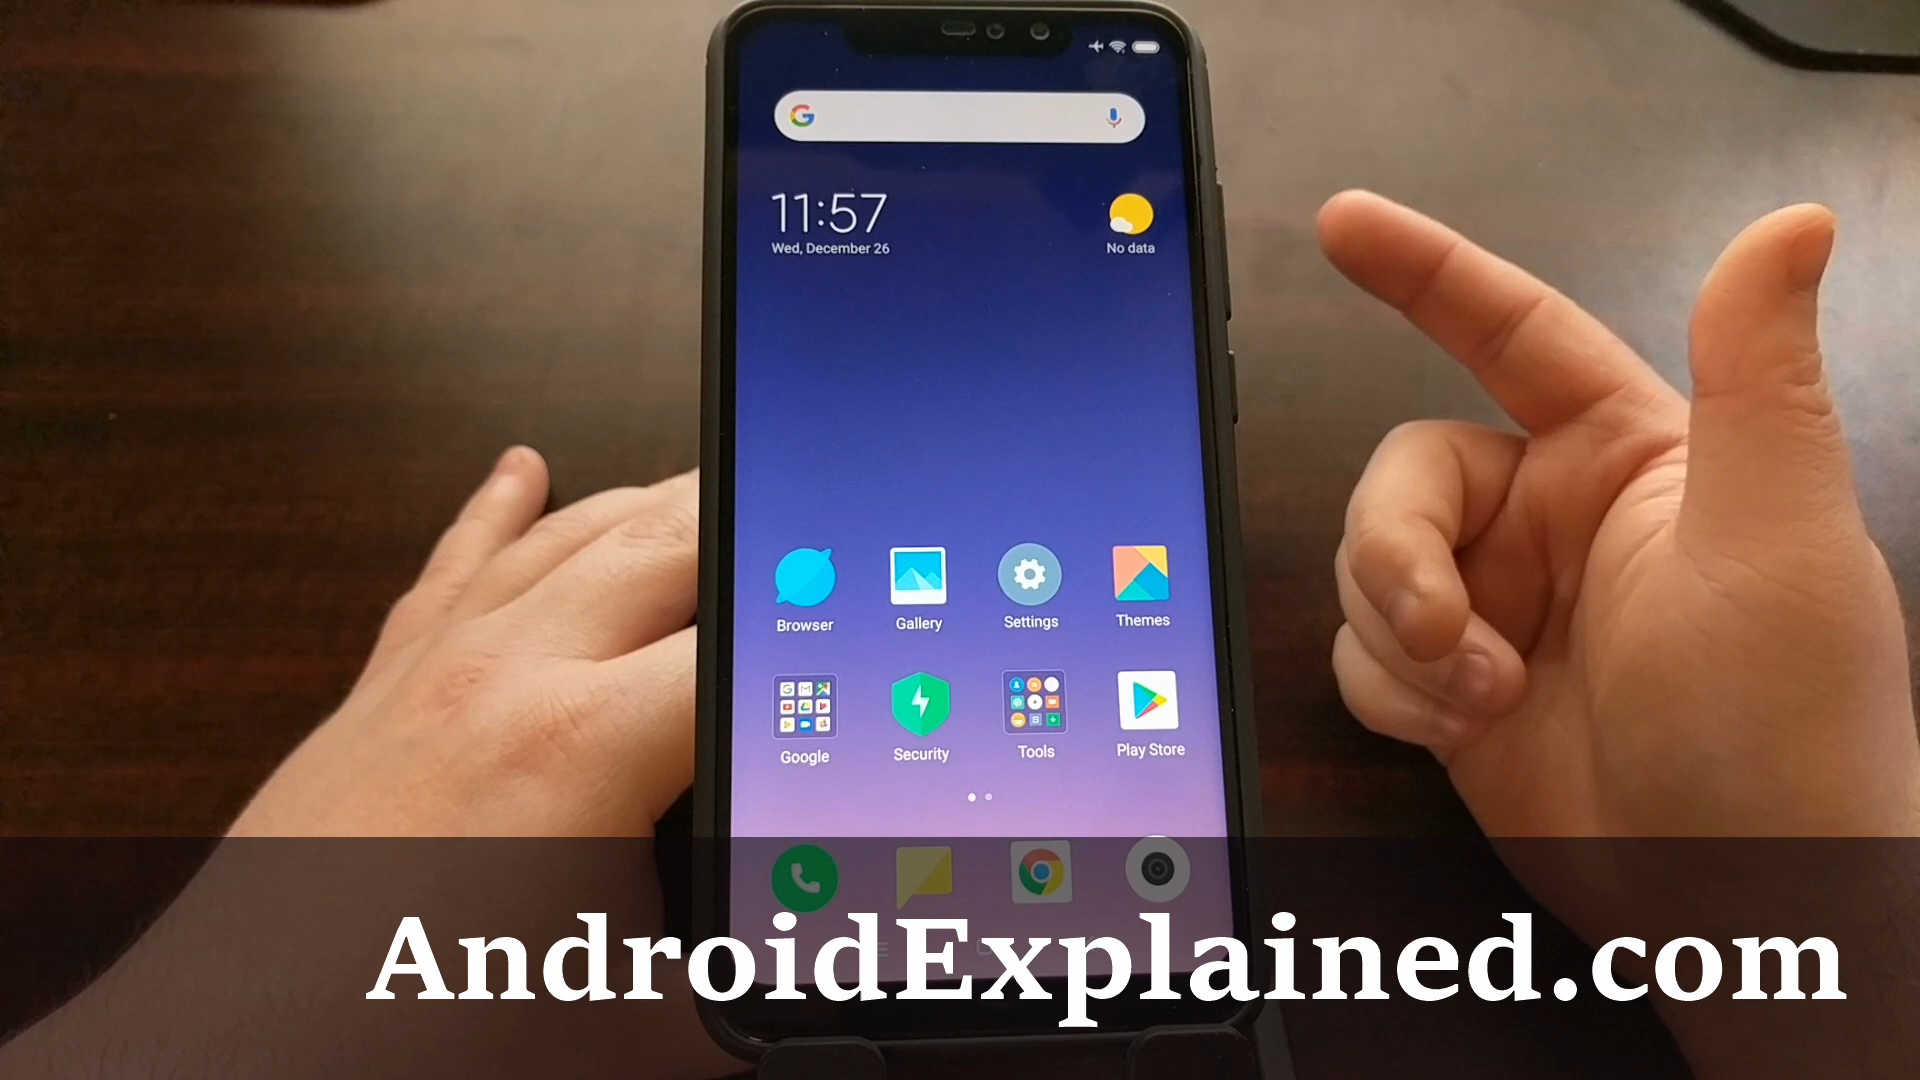 11:57
Wed, December 26
No data
Browser
Gallery
Settings
Themes
Google
Security
Tools
Play Store
AndroidExplained.com